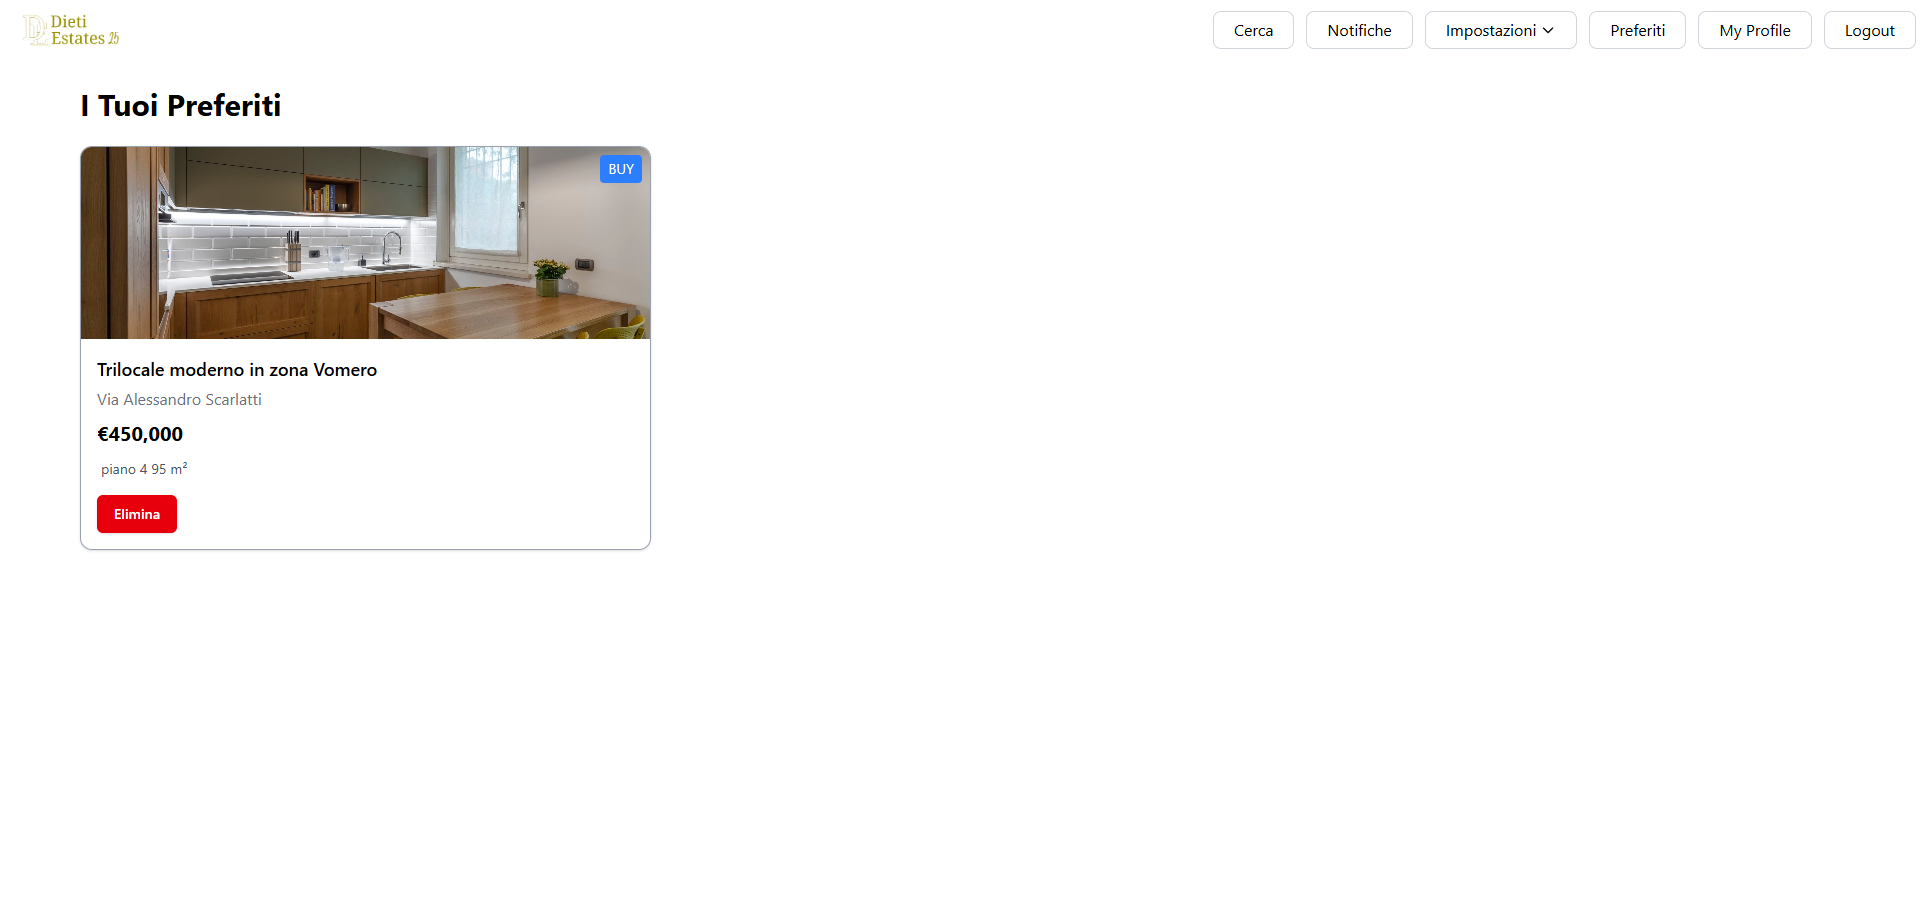 Dieti
Estates 25
Cerca
Notifiche
Impostazioni
Preferiti
My Profile
Logout
I Tuoi Preferiti
BUY
Trilocale moderno in zona Vomero
Via Alessandro Scarlatti
€450,000
piano 4 95 m²
Elimina